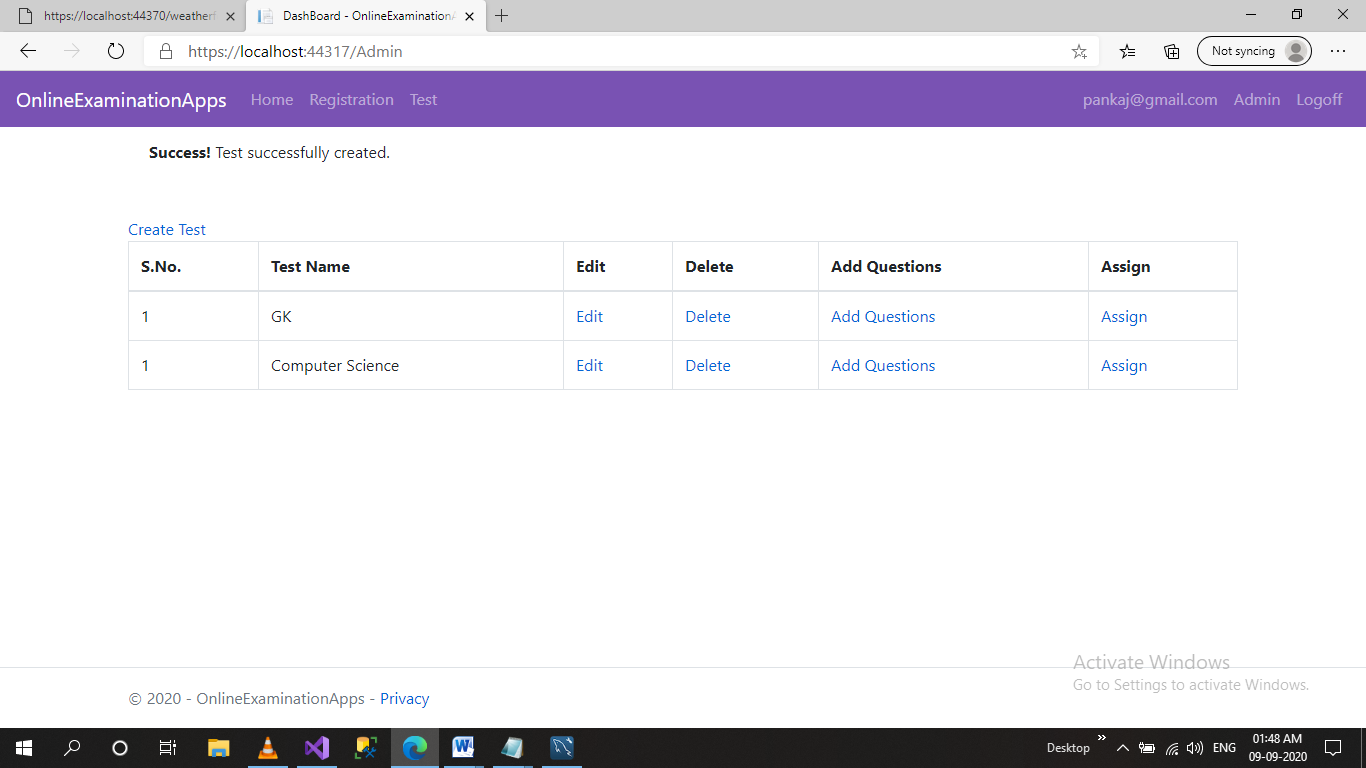 https://localhost:44370/weatherf
DashBoard - OnlineExaminationA
https://localhost:44317/Admin
Not syncing
OnlineExaminationApps Home Registration Test pankaj@gmail.com Admin Logoff
Success! Test successfully created.
Create Test
S.No. Test Name Edit Delete Add Questions Assign
1 GK Edit Delete Add Questions Assign
1 Computer Science Edit Delete Add Questions Assign
Activate Windows
Go to Settings to activate Windows.
© 2020 - OnlineExaminationApps - Privacy
Desktop ENG 01:48 AM
09-09-2020